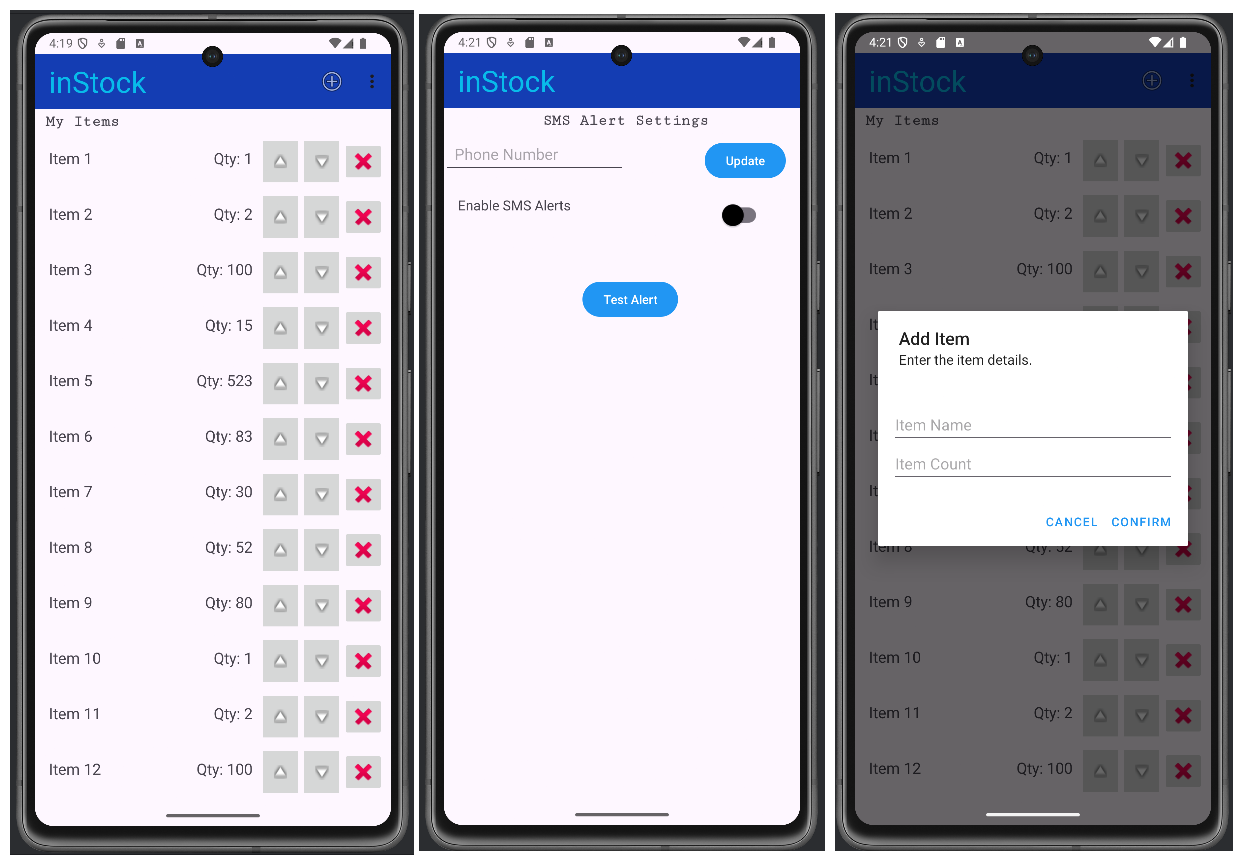 4:19
inStock
My Items
Item 1 Qty: 1
Item 2 Qty: 2
Item 3 Qty: 100
Item 4 Qty: 15
Item 5 Qty: 523
Item 6 Qty: 83
Item 7 Qty: 30
Item 8 Qty: 52
Item 9 Qty: 80
Item 10 Qty: 1
Item 11 Qty: 2
Item 12 Qty: 100
4:21
inStock
SMS Alert Settings
Phone Number Update
Enable SMS Alerts
Test Alert
4:21
inStock
My Items
Item 1 Qty: 1
Item 2 Qty: 2
Item 3 Qty: 100
Add Item
Enter the item details.
Item Name
Item Count
CANCEL CONFIRM
Item 8 Qty: 52
Item 9 Qty: 80
Item 10 Qty: 1
Item 11 Qty: 2
Item 12 Qty: 100